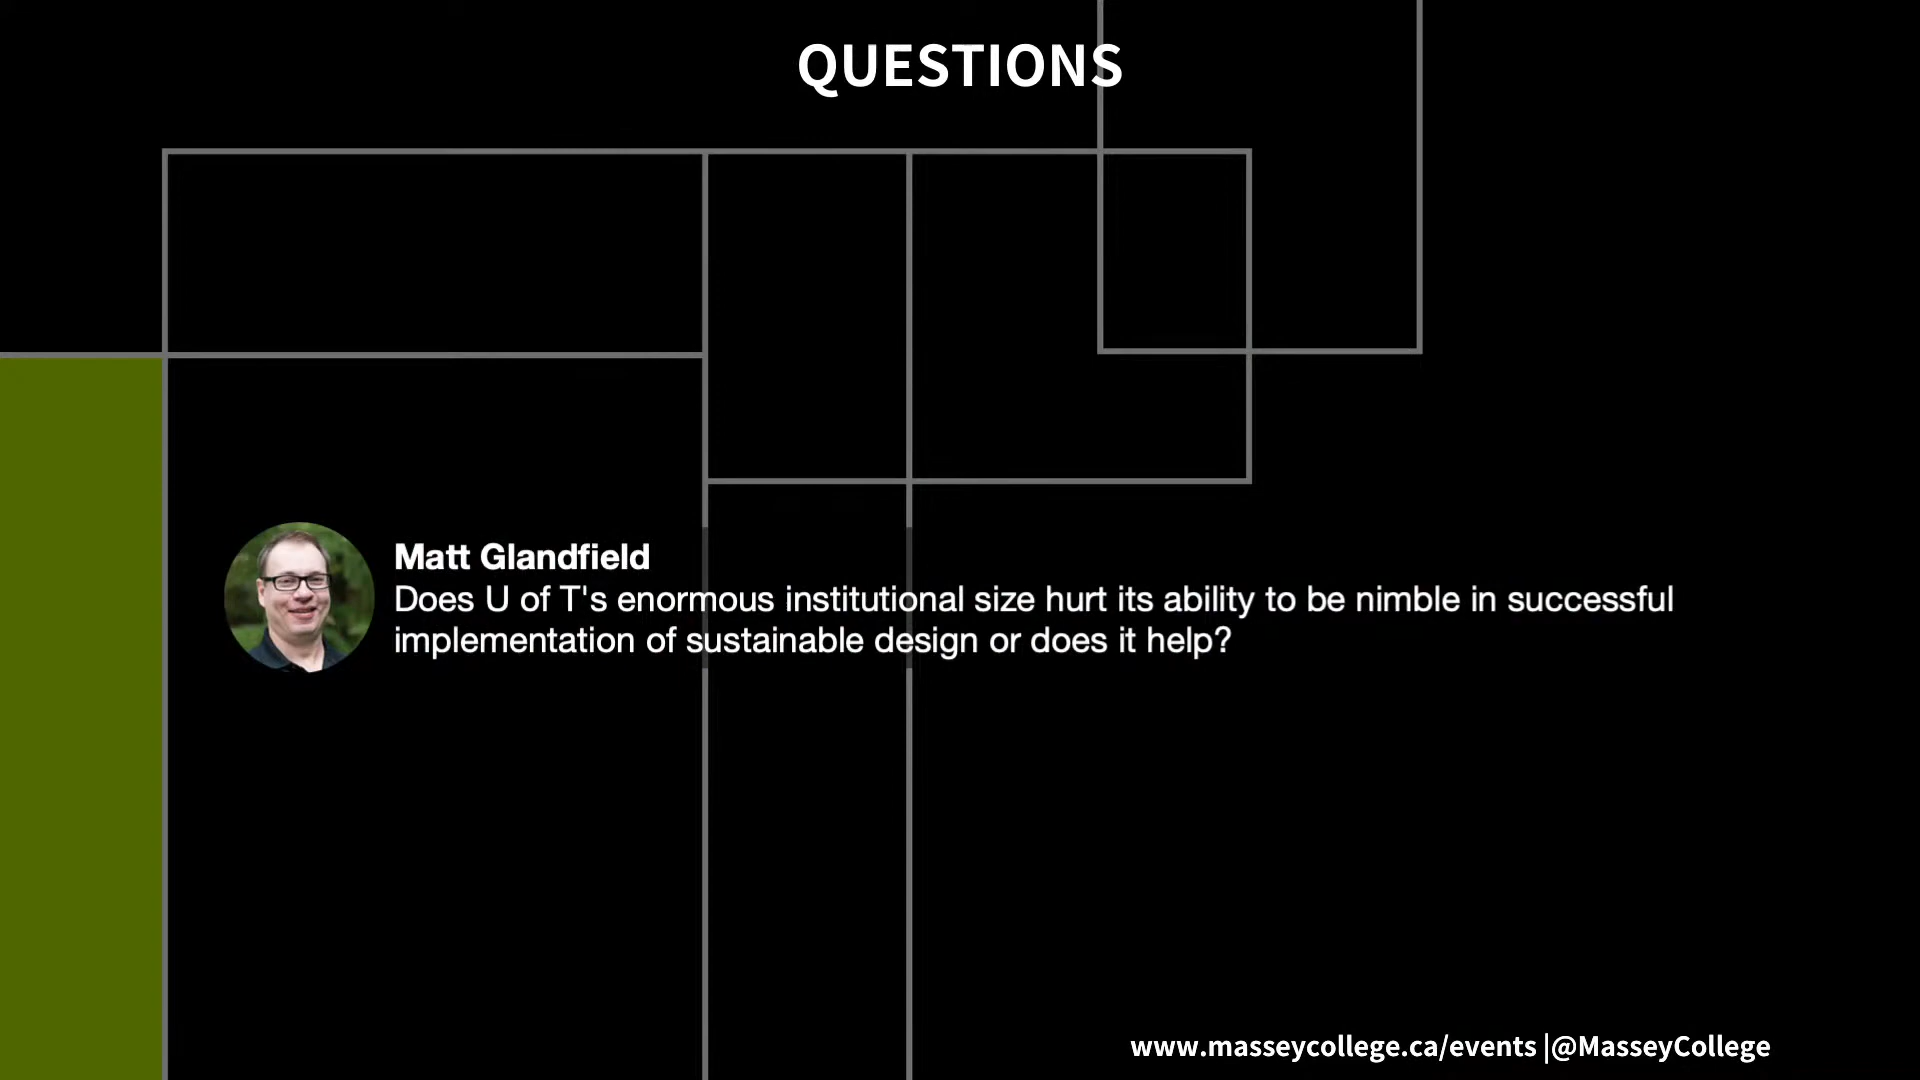 QUESTIONS
Matt Glandfield
Does U of T's enormous institutional size hurt its ability to be nimble in successful
implementation of sustainable design or does it help?
www.masseycollege.ca/events |@MasseyCollege